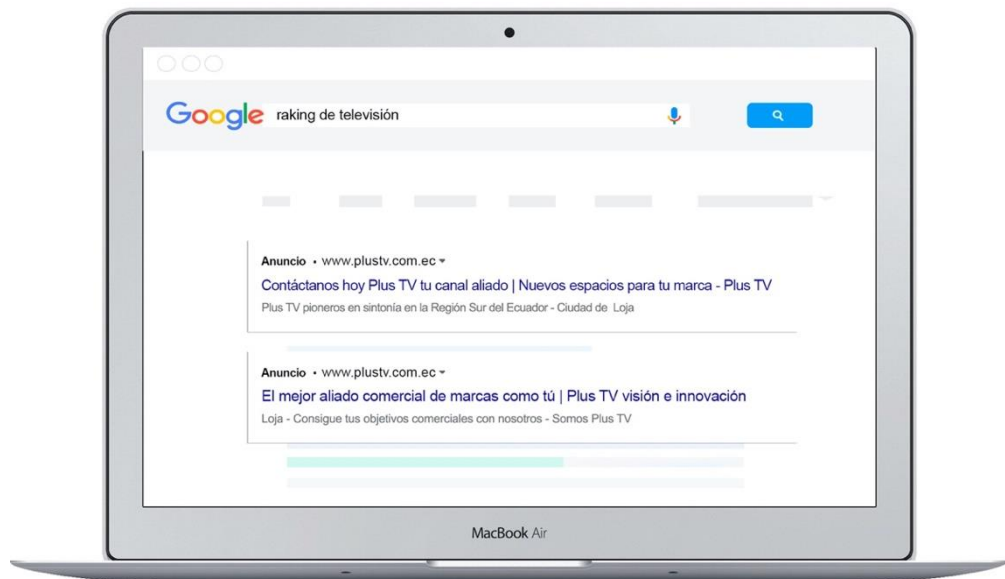 Google raking de televisión
Anuncio · www.plustv.com.ec
Contáctanos hoy Plus TV tu canal aliado | Nuevos espacios para tu marca - Plus TV
Plus TV pioneros en sintonía en la Región Sur del Ecuador - Ciudad de Loja
Anuncio · www.plustv.com.ec
El mejor aliado comercial de marcas como tú | Plus TV visión e innovación
Loja - Consigue tus objetivos comerciales con nosotros - Somos Plus TV
MacBook Air